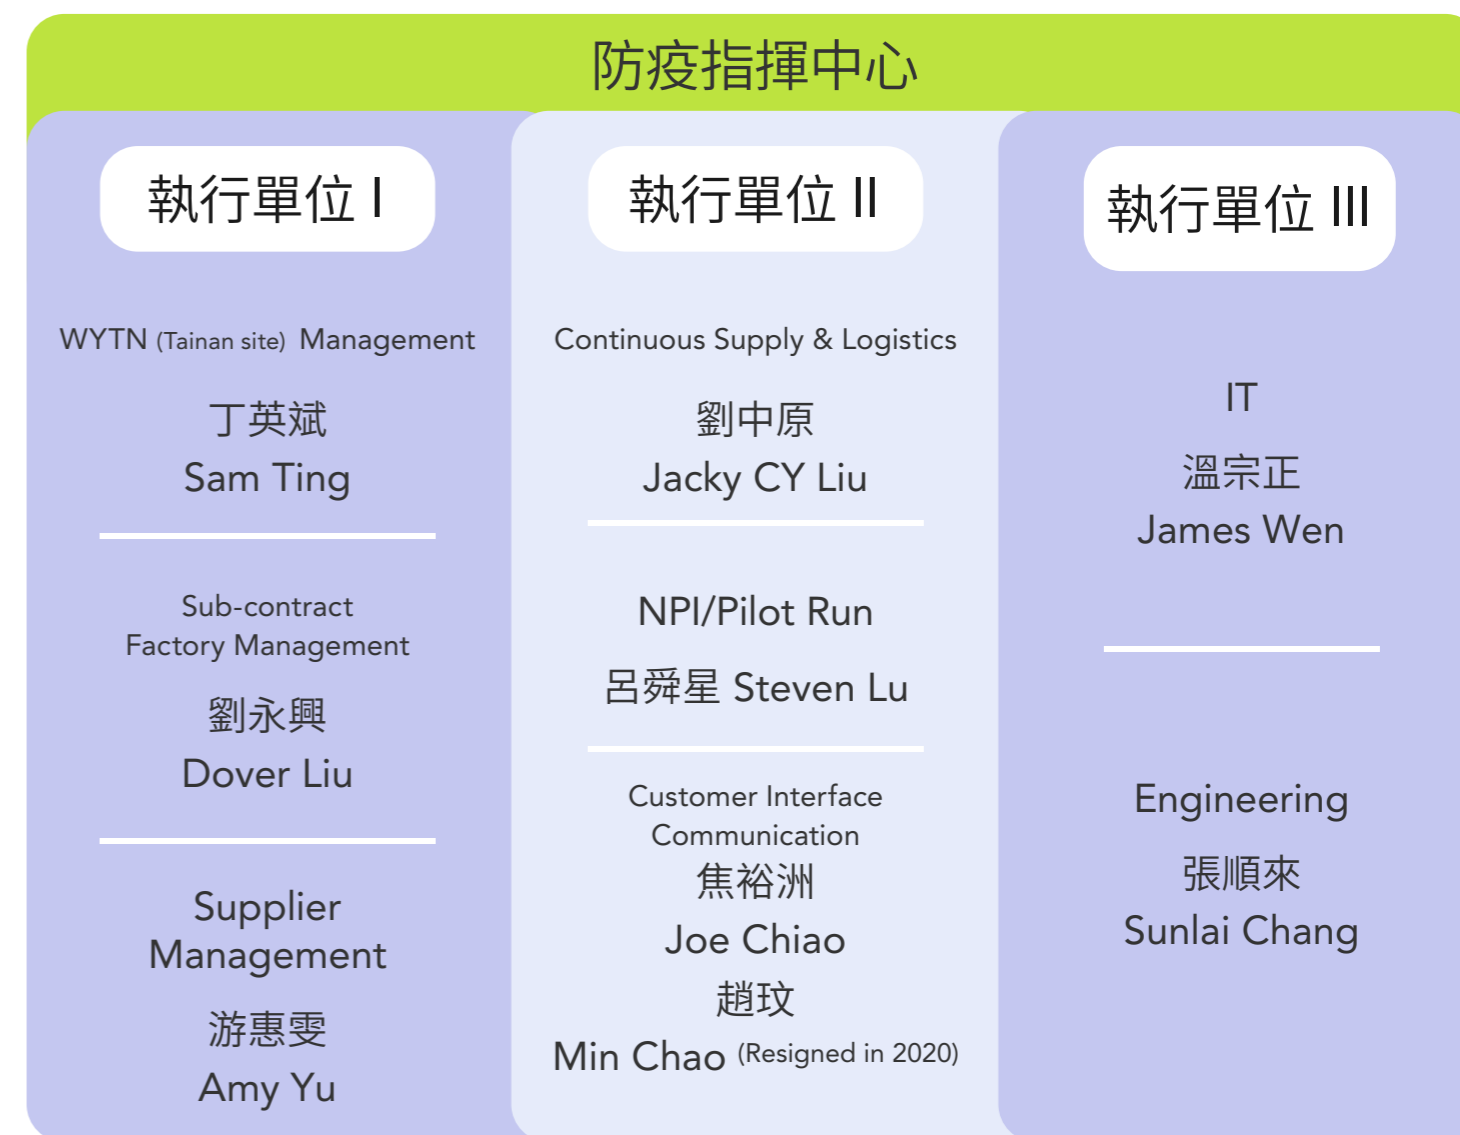 防疫指揮中心
執行單位 I
WYTN (Tainan site) Management
丁英斌
Sam Ting
Sub-contract
Factory Management
劉永興
Dover Liu
Supplier
Management
游惠雯
Amy Yu
執行單位 II
Continuous Supply & Logistics
劉中原
Jacky CY Liu
NPI/Pilot Run
呂舜星 Steven Lu
Customer Interface
Communication
焦裕洲
Joe Chiao
趙玟
Min Chao (Resigned in 2020)
執行單位 III
IT
溫宗正
James Wen
Engineering
張順來
Sunlai Chang